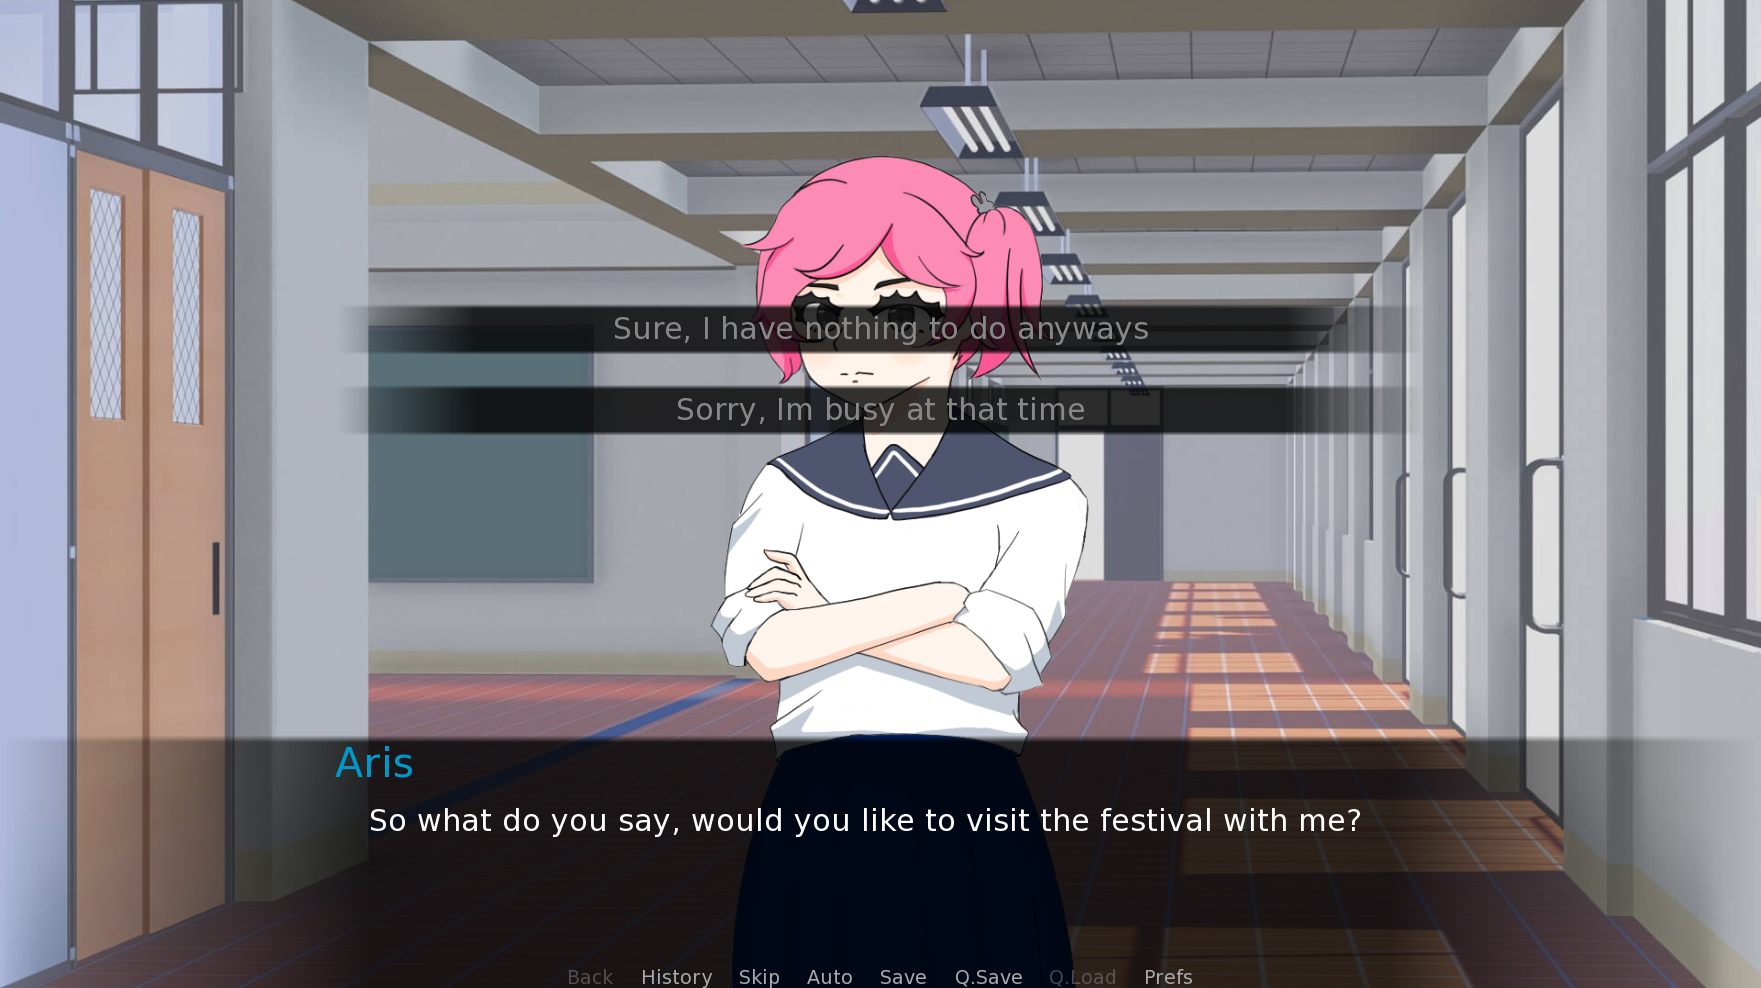 Sure, I have nothing to do anyways
Sorry, Im busy at that time
Aris
So what do you say, would you like to visit the festival with me?
Back History Skip Auto Save Q.Save Q.Load Prefs